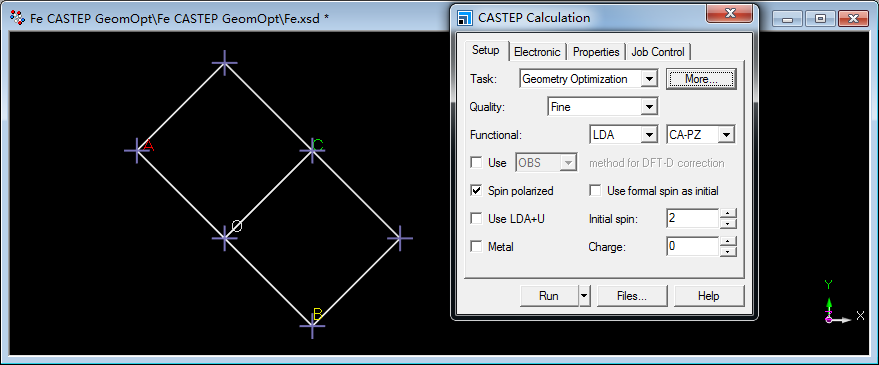 Fe CASTEP GeomOpt\Fe CASTEP GeomOpt\Fe.xsd *
CASTEP Calculation
Setup Electronic Properties Job Control
Task: Geometry Optimization More...
Quality: Fine
Functional: LDA CA-PZ
Use OBS method for DFT-D correction
Spin polarized Use formal spin as initial
Use LDA+U Initial spin: 2
Metal Charge: 0
Run Files... Help
A
C
O
B
Y
X